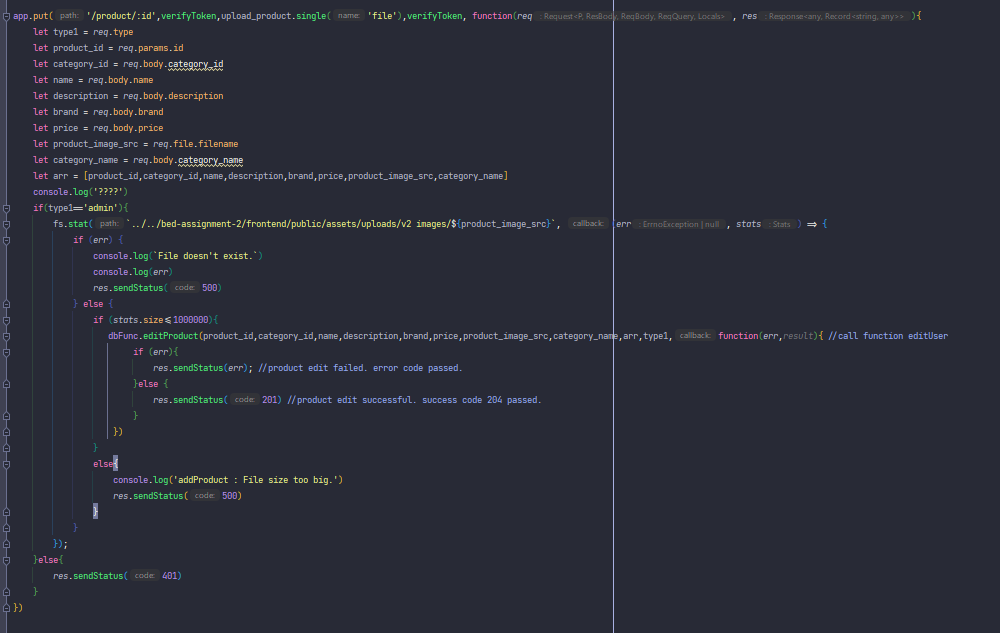 app.put( path: '/product/:id',verifyToken,upload_product.single( name: 'file'),verifyToken, function(req : Request<P, ResBody, ReqBody, ReqQuery, Locals> , res : Response<any, Record<string, any>> ){
let type1 = req.type
let product_id = req.params.id
let category_id = req.body.category_id
let name = req.body.name
let description = req.body.description
let brand = req.body.brand
let price = req.body.price
let product_image_src = req.file.filename
let category_name = req.body.category_name
let arr = [product_id,category_id,name,description,brand,price,product_image_src,category_name]
console.log('????')
if(type1=='admin'){
fs.stat( path: `../../bed-assignment-2/frontend/public/assets/uploads/v2 images/${product_image_src}`, callback: (err : ErrnoException | null , stats : Stats ) => {
if (err) {
console.log(`File doesn't exist.`)
console.log(err)
res.sendStatus( code: 500)
} else {
if (stats.size<=1000000){
dbFunc.editProduct(product_id,category_id,name,description,brand,price,product_image_src,category_name,arr,type1, callback: function(err,result){ //call function editUser
if (err){
res.sendStatus(err); //product edit failed. error code passed.
}else {
res.sendStatus( code: 201) //product edit successful. success code 204 passed.
}
})
}
else{
console.log('addProduct : File size too big.')
res.sendStatus( code: 500)
}
}
});
}else{
res.sendStatus( code: 401)
}
})